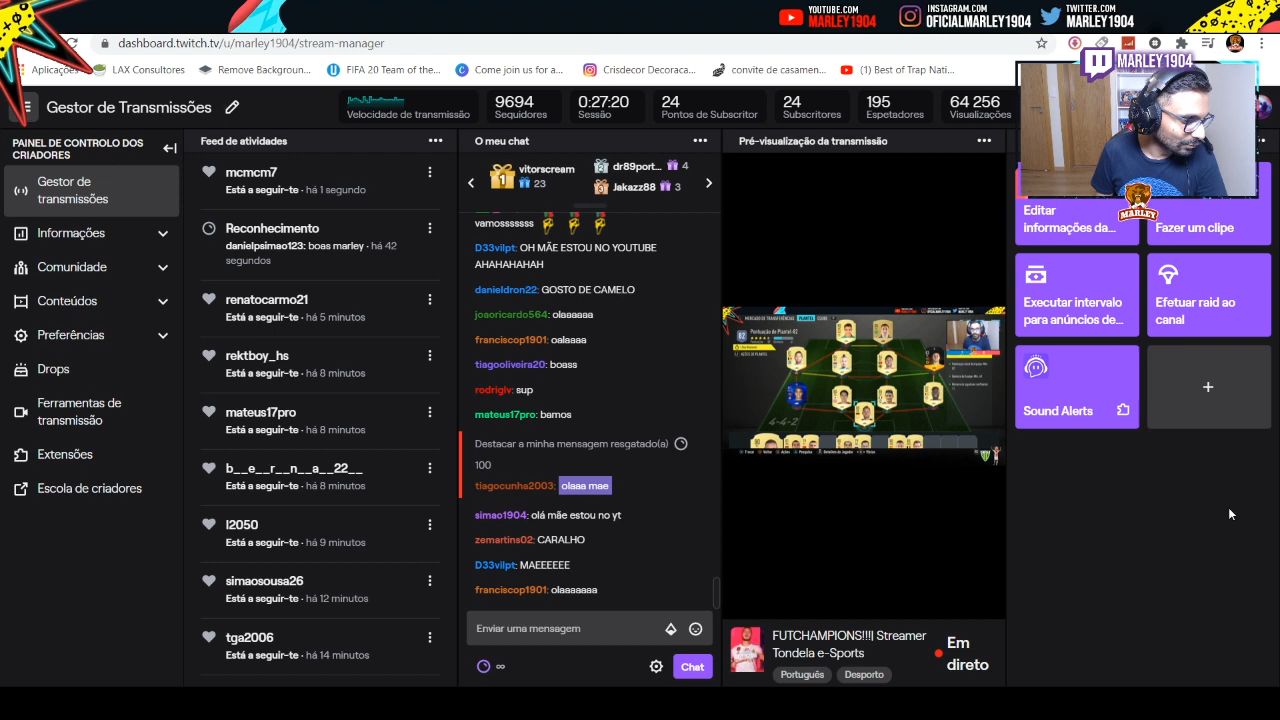 YOUTUBE.COM/
MARLEY1904
INSTAGRAM.COM/
OFICIALMARLEY1904
TWITTER.COM/
MARLEY1904
dashboard.twitch.tv/u/marley1904/stream-manager
Aplicações
LAX Consultores
Remove Backgroun...
FIFA 20 Team of the...
Come join us for a...
Crisdecor Decoraca...
convite de casamen...
(1) Best of Trap Nati...
MARLEY1904
Gestor de Transmissões
Velocidade de transmissão
9694
Seguidores
0:27:20
Sessão
24
Pontos de Subscritor
24
Subscritores
195
Espetadores
64 256
Visualizações
PAINEL DE CONTROLO DOS
CRIADORES
Gestor de
transmissões
Informações
Comunidade
Conteúdos
Preferências
Drops
Ferramentas de
transmissão
Extensões
Escola de criadores
Feed de atividades
mcmcm7
Está a seguir-te · há 1 segundo
Reconhecimento
danielpsimao123: boas marley · há 42
segundos
renatocarmo21
Está a seguir-te · há 5 minutos
rektboy_hs
Está a seguir-te · há 8 minutos
mateus17pro
Está a seguir-te · há 8 minutos
b__e__r__n__a__22__
Está a seguir-te · há 8 minutos
l2050
Está a seguir-te · há 9 minutos
simaosousa26
Está a seguir-te · há 12 minutos
tga2006
Está a seguir-te · há 14 minutos
O meu chat
1
vitorscream
23
dr89port... 4
Jakazz88 3
vamosssssss
D33vilpt: OH MÃE ESTOU NO YOUTUBE
AHAHAHAHAH
danieldron22: GOSTO DE CAMELO
joaoricardo564: olaaaaaa
franciscop1901: oalaaaa
tiagooliveira20: boass
rodriglv: sup
mateus17pro: bamos
Destacar a minha mensagem resgatado(a)
100
tiagocunha2003: olaaa mae
simao1904: olá mãe estou no yt
zemartins02: CARALHO
D33vilpt: MAEEEEEE
franciscop1901: olaaaaaaa
Enviar uma mensagem
∞
Chat
Pré-visualização da transmissão
4-4-2
FUTCHAMPIONS!!!| Streamer
Tondela e-Sports
Português
Desporto
Em
direto
MARLEY
Editar
informações da...
Fazer um clipe
Executar intervalo
para anúncios de...
Efetuar raid ao
canal
Sound Alerts
+